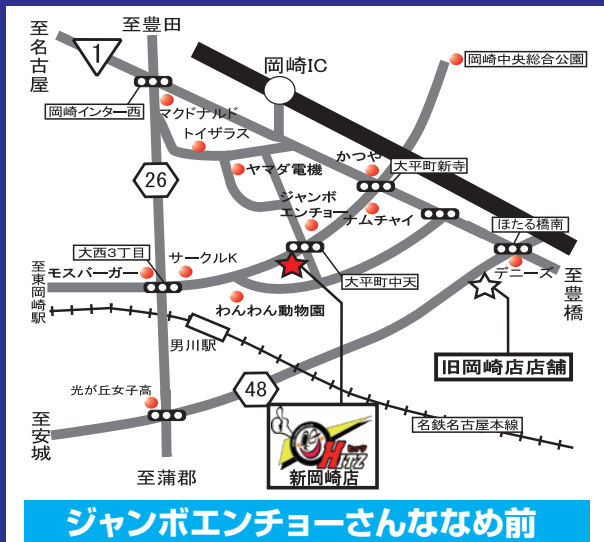 至豊田
至名古屋
1
岡崎IC
岡崎中央総合公園
岡崎インター西
マクドナルド
トイザラス
かつや
大平町新寺
ヤマダ電機
26
ジャンボ
エンチョー
ナムチャイ
ほたる橋南
大西3丁目
サークルK
モスバーガー
至東岡崎駅
大平町中天
デニーズ
至豊橋
わんわん動物園
男川駅
旧岡崎店店舗
光が丘女子高
48
至安城
名鉄名古屋本線
ヒッツ
HITZ
新岡崎店
至蒲郡
ジャンボエンチョーさんななめ前